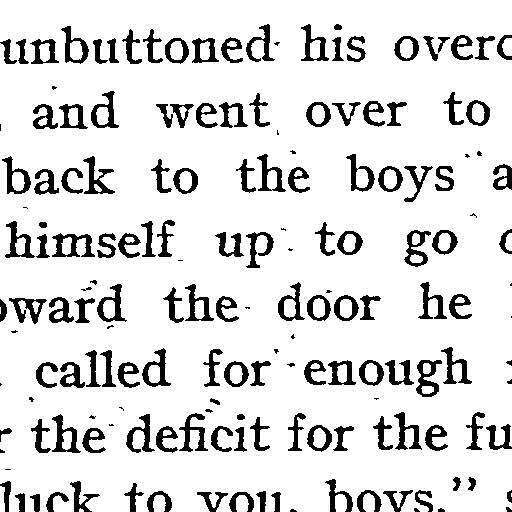 unbuttoned his overc
and went over to
back to the boys a
himself up to go
oward the door he
called for enough
r the deficit for the fu
luck to you, boys," s